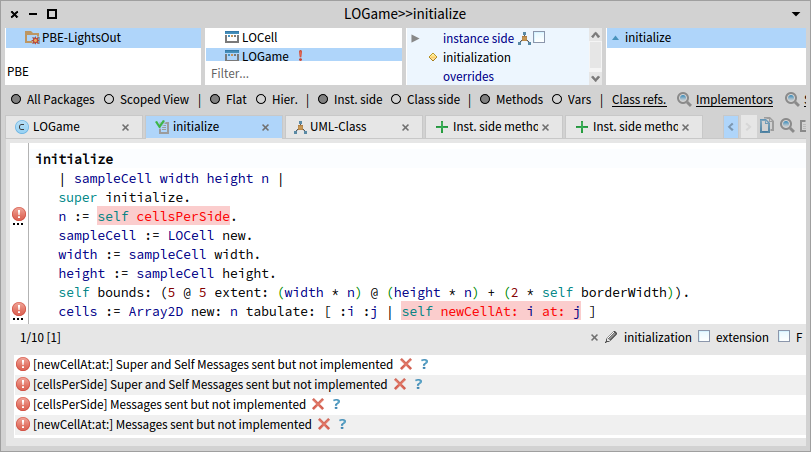 LOGame>>initialize
PBE-LightsOut
PBE
LOCell
LOGame !
Filter...
instance side
initialization
overrides
initialize
All Packages Scoped View | Flat Hier. | Inst. side Class side | Methods Vars | Class refs. Implementors
LOGame × initialize × UML-Class × Inst. side methc × Inst. side methc ×
initialize
| sampleCell width height n |
super initialize.
n := self cellsPerSide.
sampleCell := LOCell new.
width := sampleCell width.
height := sampleCell height.
self bounds: (5 @ 5 extent: (width * n) @ (height * n) + (2 * self borderWidth)).
cells := Array2D new: n tabulate: [ :i :j | self newCellAt: i at: j ]
1/10 [1] × initialization extension F
[newCellAt:at:] Super and Self Messages sent but not implemented ?
[cellsPerSide] Super and Self Messages sent but not implemented ?
[cellsPerSide] Messages sent but not implemented ?
[newCellAt:at:] Messages sent but not implemented ?